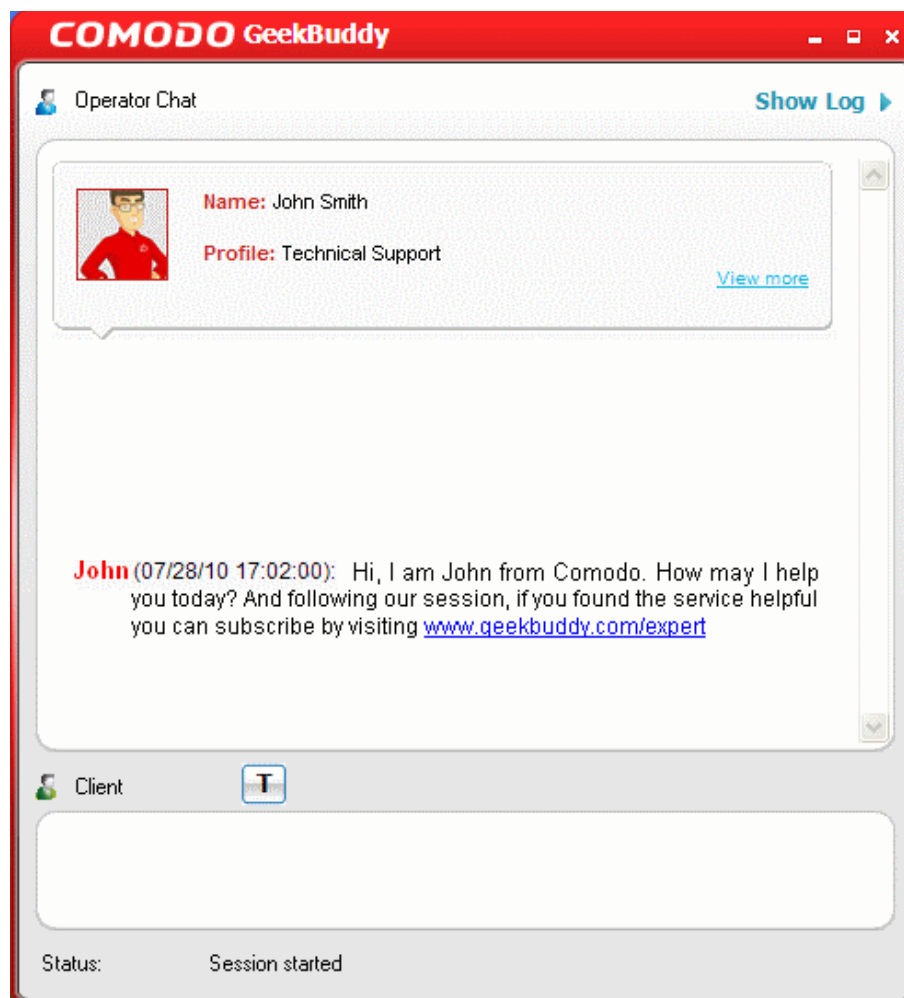 COMODO GeekBuddy
Operator Chat
Show Log
Name: John Smith
Profile: Technical Support
View more
John (07/28/10 17:02:00): Hi, I am John from Comodo. How may I help
you today? And following our session, if you found the service helpful
you can subscribe by visiting www.geekbuddy.com/expert
Client
T
Status: Session started